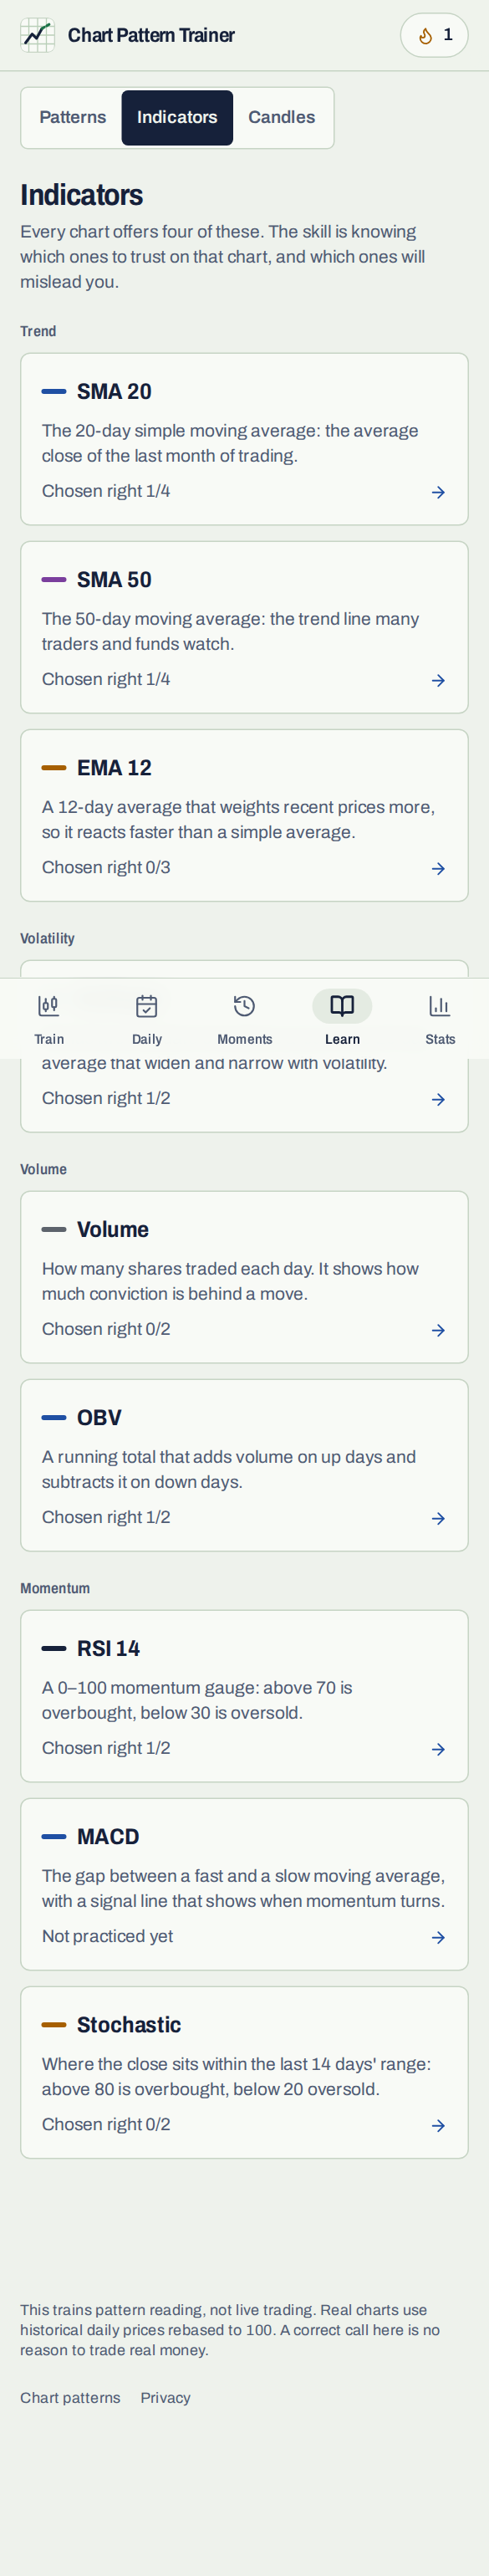 Chart Pattern Trainer
1
Patterns
Indicators
Candles
Indicators
Every chart offers four of these. The skill is knowing
which ones to trust on that chart, and which ones will
mislead you.
Trend
SMA 20
The 20-day simple moving average: the average
close of the last month of trading.
Chosen right 1/4
SMA 50
The 50-day moving average: the trend line many
traders and funds watch.
Chosen right 1/4
EMA 12
A 12-day average that weights recent prices more,
so it reacts faster than a simple average.
Chosen right 0/3
Volatility
Train
Daily
Moments
Learn
Stats
average that widen and narrow with volatility.
Chosen right 1/2
Volume
Volume
How many shares traded each day. It shows how
much conviction is behind a move.
Chosen right 0/2
OBV
A running total that adds volume on up days and
subtracts it on down days.
Chosen right 1/2
Momentum
RSI 14
A 0–100 momentum gauge: above 70 is
overbought, below 30 is oversold.
Chosen right 1/2
MACD
The gap between a fast and a slow moving average,
with a signal line that shows when momentum turns.
Not practiced yet
Stochastic
Where the close sits within the last 14 days' range:
above 80 is overbought, below 20 oversold.
Chosen right 0/2
This trains pattern reading, not live trading. Real charts use
historical daily prices rebased to 100. A correct call here is no
reason to trade real money.
Chart patterns
Privacy